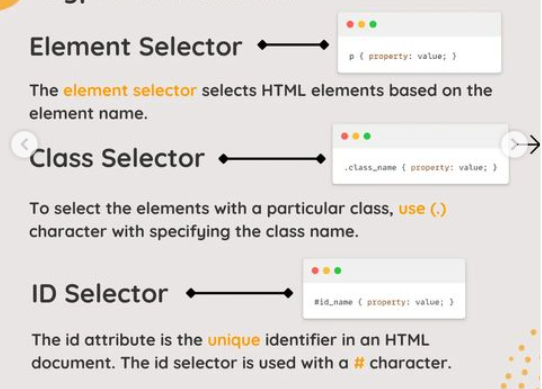 Element Selector
p { property: value; }
The element selector selects HTML elements based on the
element name.
Class Selector
.class_name { property: value; }
To select the elements with a particular class, use (.)
character with specifying the class name.
ID Selector
#id_name { property: value; }
The id attribute is the unique identifier in an HTML
document. The id selector is used with a # character.